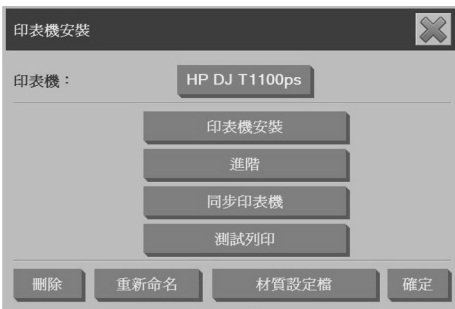 印表機安裝
印表機：
HP DJ T1100ps
印表機安裝
進階
同步印表機
測試列印
刪除 重新命名 材質設定檔 確定